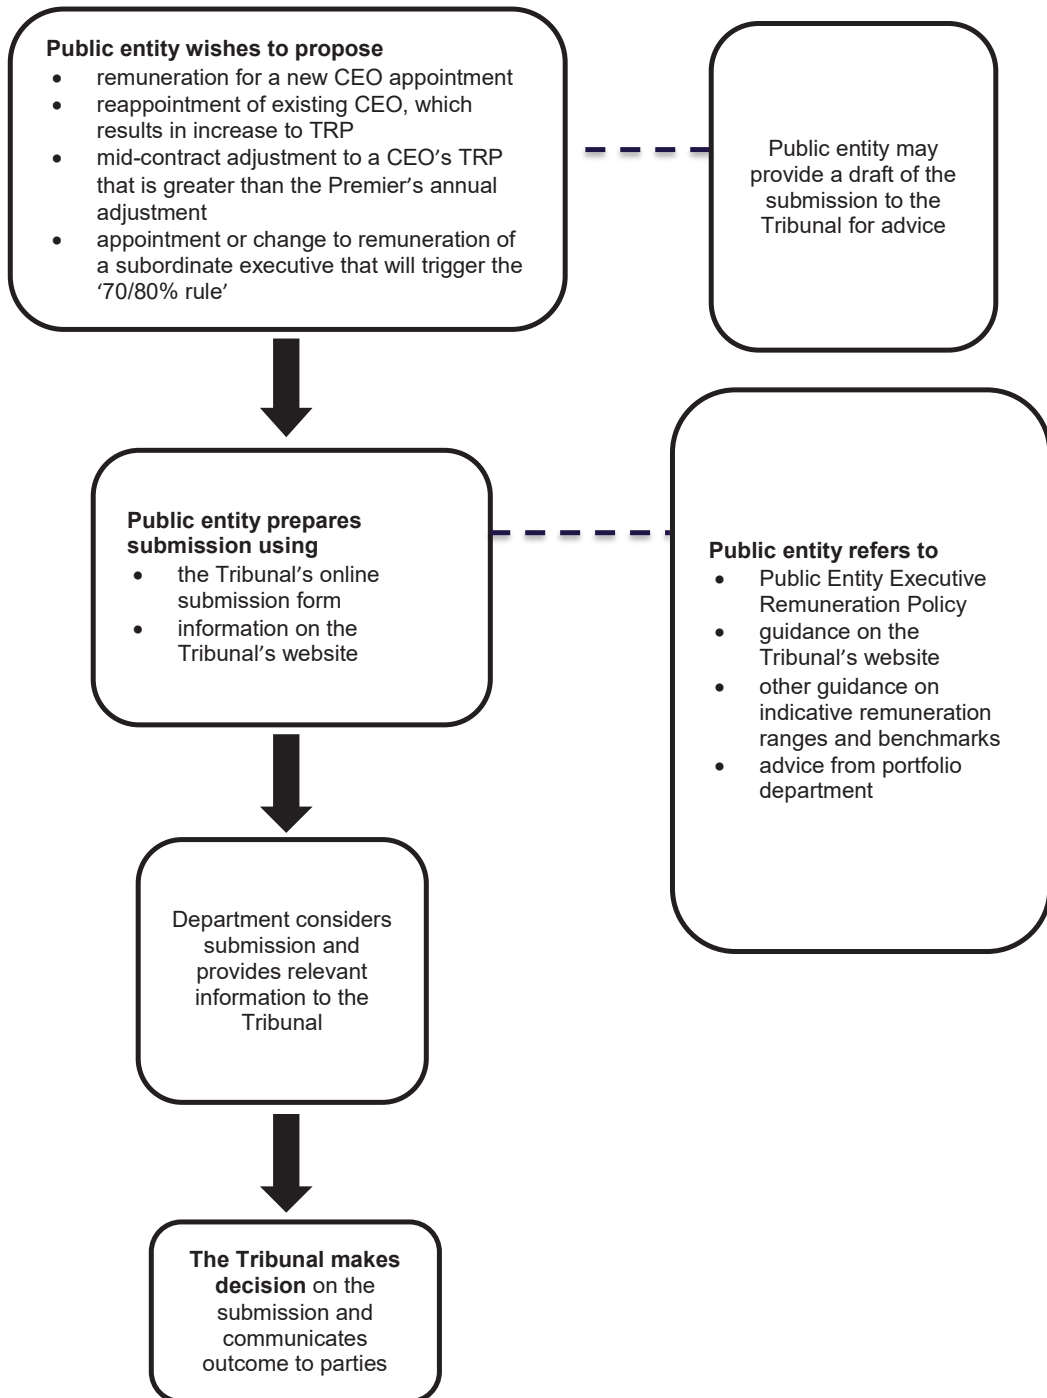 Public entity wishes to propose
• remuneration for a new CEO appointment
• reappointment of existing CEO, which
results in increase to TRP
• mid-contract adjustment to a CEO's TRP
that is greater than the Premier's annual
adjustment
• appointment or change to remuneration of
a subordinate executive that will trigger the
'70/80% rule'
Public entity may
provide a draft of the
submission to the
Tribunal for advice
Public entity prepares
submission using
• the Tribunal's online
submission form
• information on the
Tribunal's website
Public entity refers to
• Public Entity Executive
Remuneration Policy
• guidance on the
Tribunal's website
• other guidance on
indicative remuneration
ranges and benchmarks
• advice from portfolio
department
Department considers
submission and
provides relevant
information to the
Tribunal
The Tribunal makes
decision on the
submission and
communicates
outcome to parties